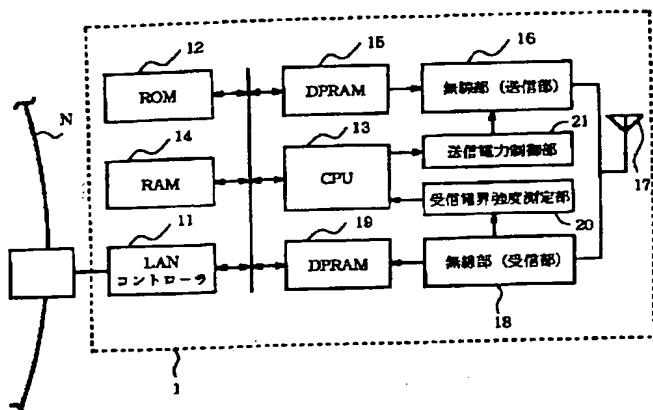 12
15
16
ROM
DPRAM
無線部(送信部)
N
14
13
21
17
RAM
CPU
送信電力制御部
受信電界強度測定部
11
19
20
LAN
コントローラ
DPRAM
無線部(受信部)
18
1